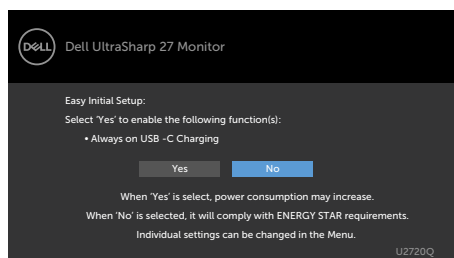 DELL Dell UltraSharp 27 Monitor
Easy Initial Setup:
Select 'Yes' to enable the following function(s):
• Always on USB -C Charging
Yes No
When 'Yes' is select, power consumption may increase.
When 'No' is selected, it will comply with ENERGY STAR requirements.
Individual settings can be changed in the Menu.
U2720Q